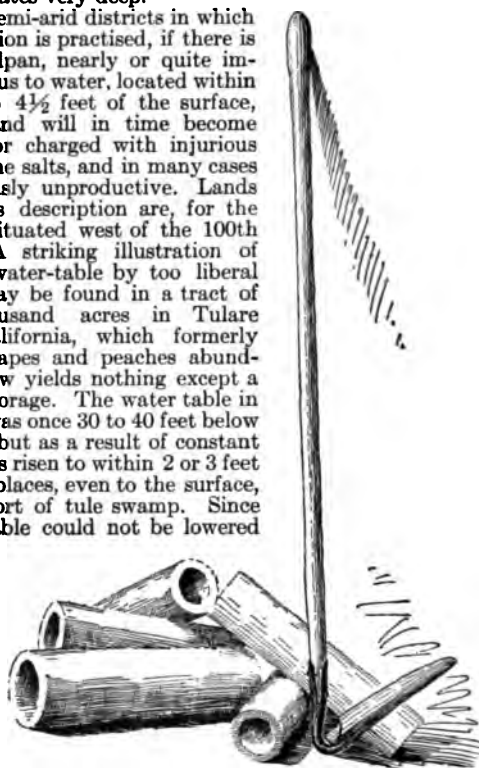 ates very deep.
emi-arid districts in which
ion is practised, if there is
lpan, nearly or quite im-
us to water, located within
4½ feet of the surface,
nd will in time become
or charged with injurious
ne salts, and in many cases
sly unproductive. Lands
s description are, for the
ituated west of the 100th
A striking illustration of
water-table by too liberal
ay be found in a tract of
usand acres in Tulare
lifornia, which formerly
apes and peaches abund-
w yields nothing except a
orage. The water table in
as once 30 to 40 feet below
but as a result of constant
s risen to within 2 or 3 feet
places, even to the surface,
ort of tule swamp. Since
ble could not be lowered